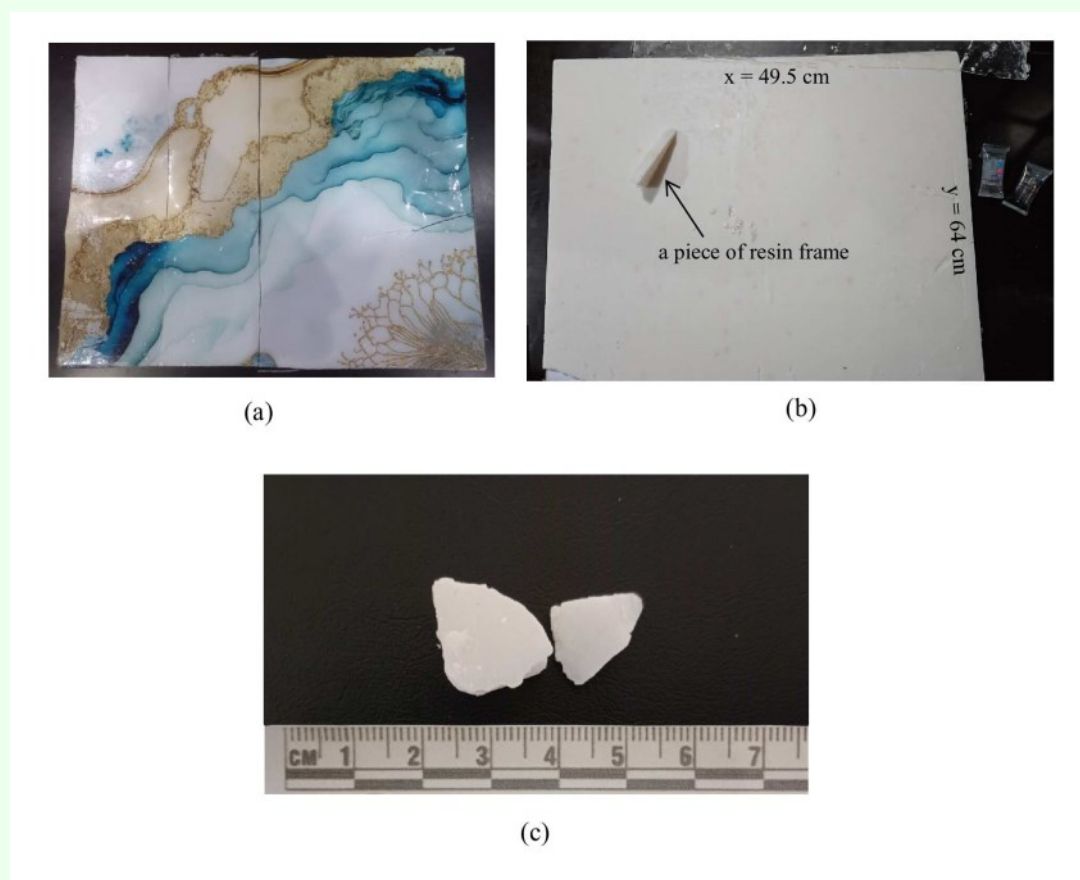 (a)
x = 49.5 cm
y = 64 cm
a piece of resin frame
(b)
CM 1 2 3 4 5 6 7
(c)